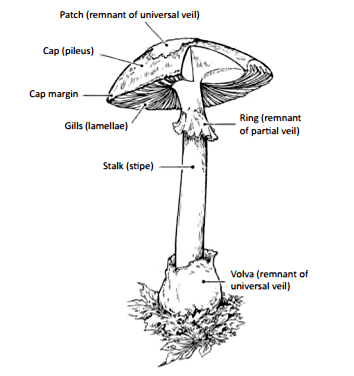 Patch (remnant of universal veil)
Cap (pileus)
Cap margin
Gills (lamellae)
Ring (remnant
of partial veil)
Stalk (stipe)
Volva (remnant of
universal veil)